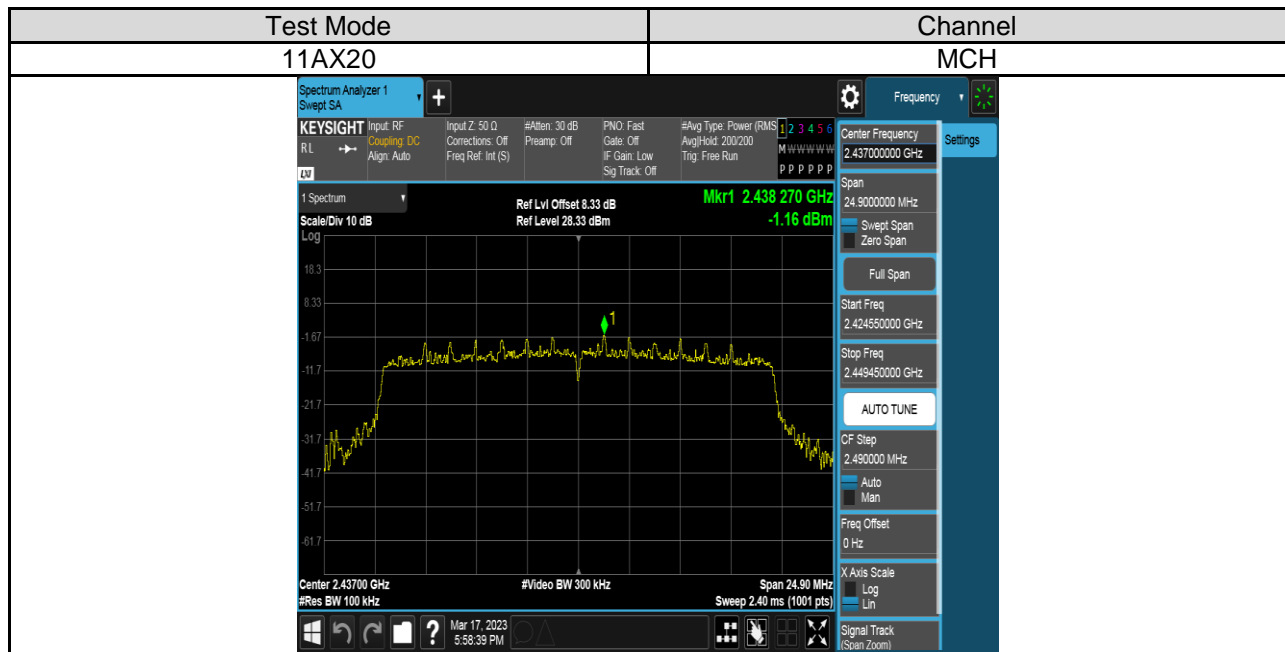 Test Mode
Channel
11AX20
MCH
Spectrum Analyzer 1
Swept SA
+
Frequency
KEYSIGHT
Input: RF
Coupling: DC
Align: Auto
Input Z: 50 Ω
Corrections: Off
Freq Ref: Int (S)
#Atten: 30 dB
Preamp: Off
PNO: Fast
Gate: Off
IF Gain: Low
Sig Track: Off
#Avg Type: Power (RMS
Avg|Hold: 200/200
Trig: Free Run
1 2 3 4 5 6
M W W W W W
P P P P P P
RL
LXI
Center Frequency
2.437000000 GHz
Settings
Span
24.9000000 MHz
Swept Span
Zero Span
Full Span
Start Freq
2.424550000 GHz
Stop Freq
2.449450000 GHz
AUTO TUNE
CF Step
2.490000 MHz
Auto
Man
Freq Offset
0 Hz
X Axis Scale
Log
Lin
Signal Track
(Span Zoom)
1 Spectrum
Scale/Div 10 dB
Ref Lvl Offset 8.33 dB
Ref Level 28.33 dBm
Mkr1 2.438 270 GHz
-1.16 dBm
Log
18.3
8.33
-1.67
-11.7
-21.7
-31.7
-41.7
-51.7
-61.7
1
Center 2.43700 GHz
#Res BW 100 kHz
#Video BW 300 kHz
Span 24.90 MHz
Sweep 2.40 ms (1001 pts)
?
Mar 17, 2023
5:58:39 PM